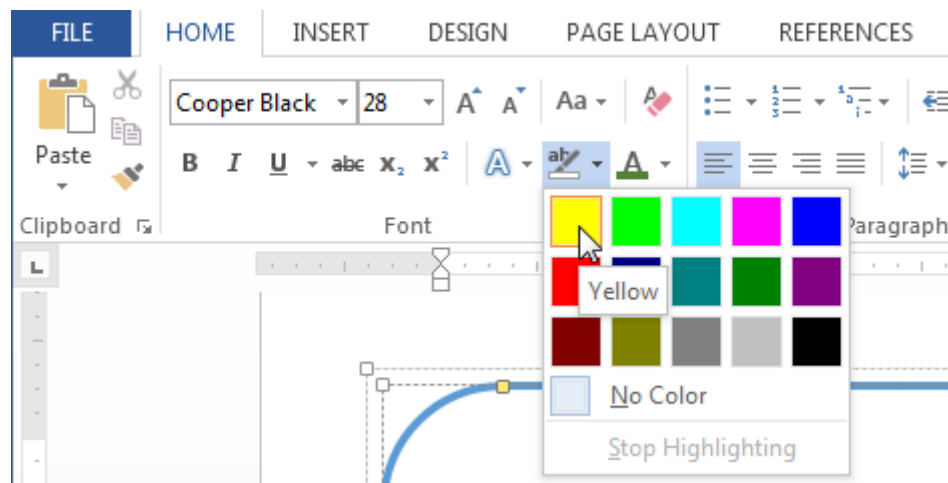 FILE HOME INSERT DESIGN PAGE LAYOUT REFERENCES
Cooper Black 28 A A Aa
Paste B I U abc X₂ X² A ab A
Clipboard Font Paragraph
Yellow
No Color
Stop Highlighting